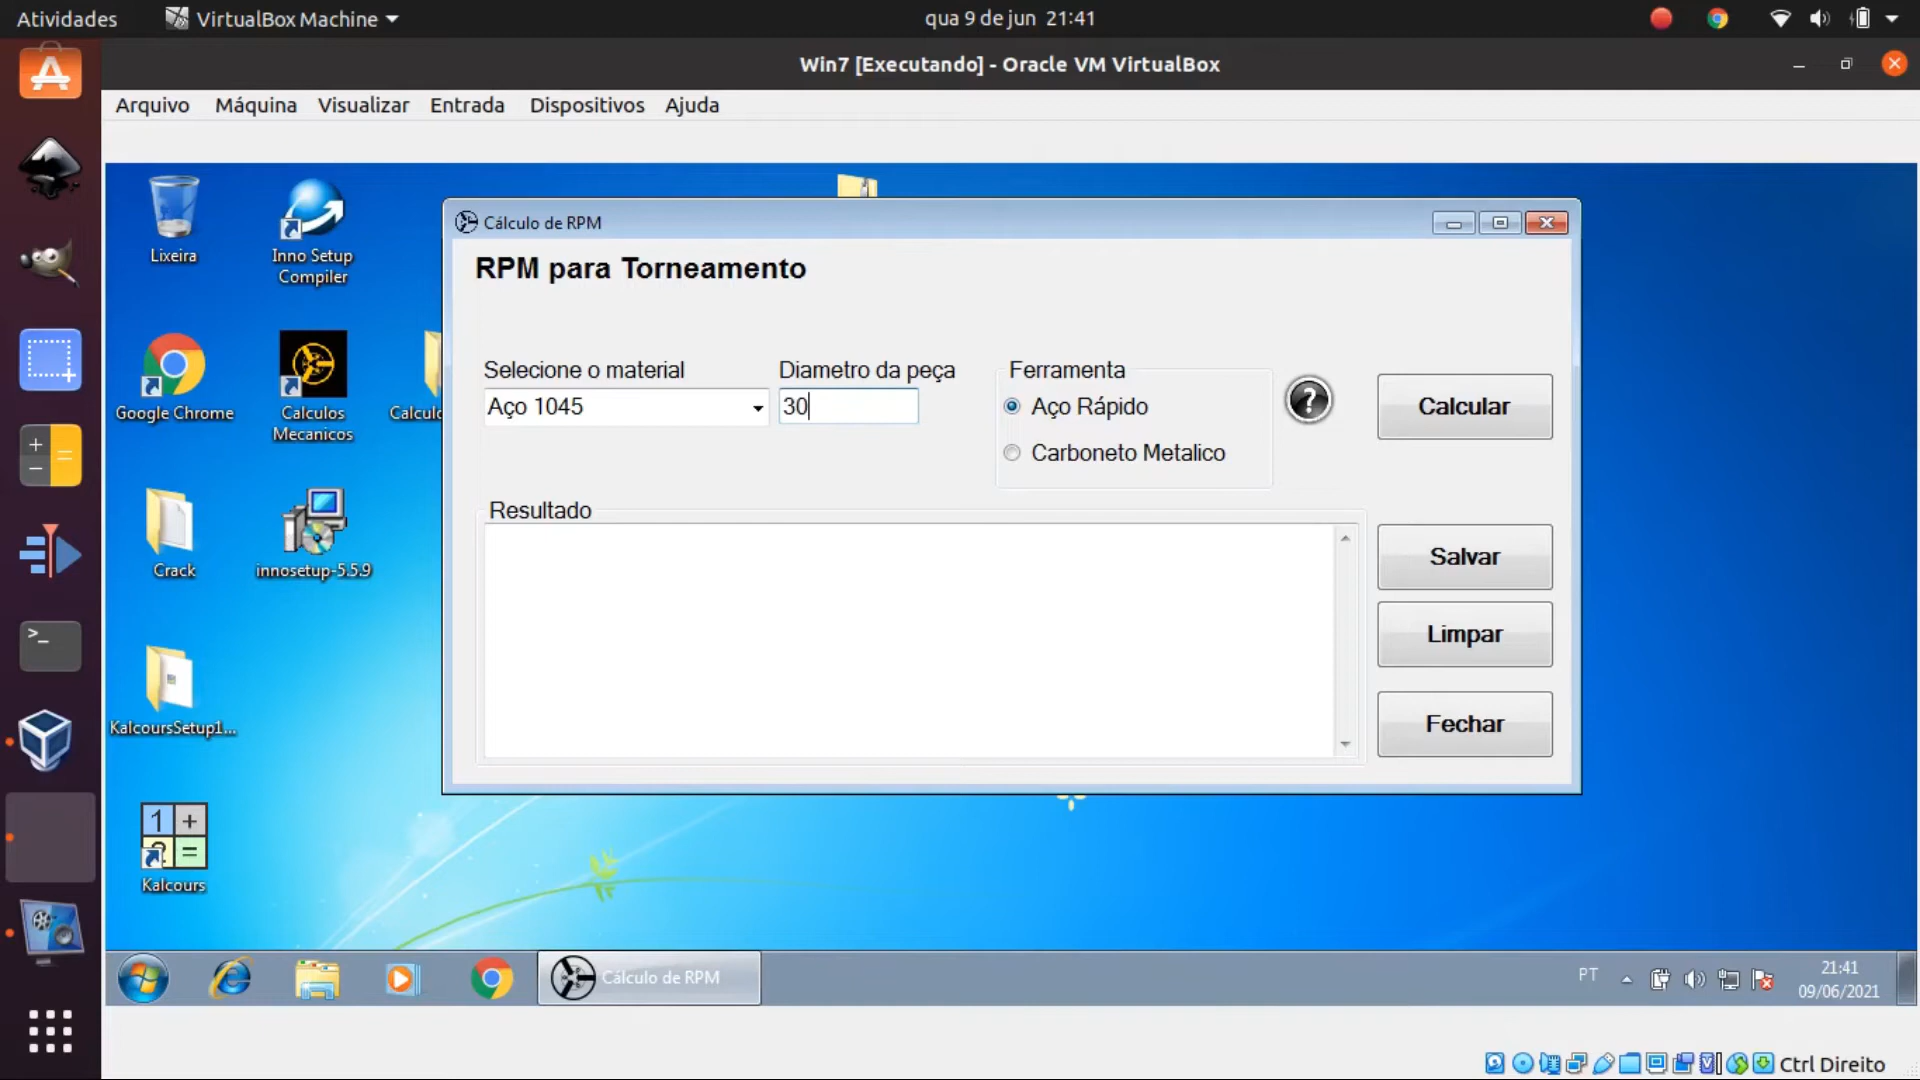 Atividades
VirtualBox Machine
qua 9 de jun 21:41
Win7 [Executando] - Oracle VM VirtualBox
Arquivo Máquina Visualizar Entrada Dispositivos Ajuda
Lixeira
Inno Setup
Compiler
Cálculo de RPM
RPM para Torneamento
Google Chrome
Calculos
Mecanicos
Selecione o material
Aço 1045
Diametro da peça
30
Ferramenta
Aço Rápido
Carboneto Metalico
?
Calcular
Crack
innosetup-5.5.9
Resultado
Salvar
Limpar
Fechar
KalcoursSetup1...
1 +
=
Kalcours
Cálculo de RPM
PT
21:41
09/06/2021
Ctrl Direito